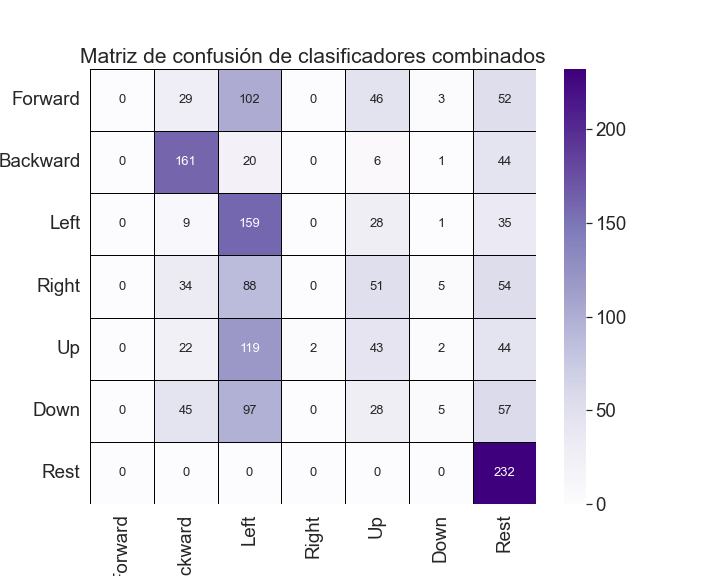 Matriz de confusión de clasificadores combinados
Forward 0 29 102 0 46 3 52
Backward 0 161 20 0 6 1 44
Left 0 9 159 0 28 1 35
Right 0 34 88 0 51 5 54
Up 0 22 119 2 43 2 44
Down 0 45 97 0 28 5 57
Rest 0 0 0 0 0 0 232
Forward ckward Left Right Up Down Rest
200
150
100
50
0